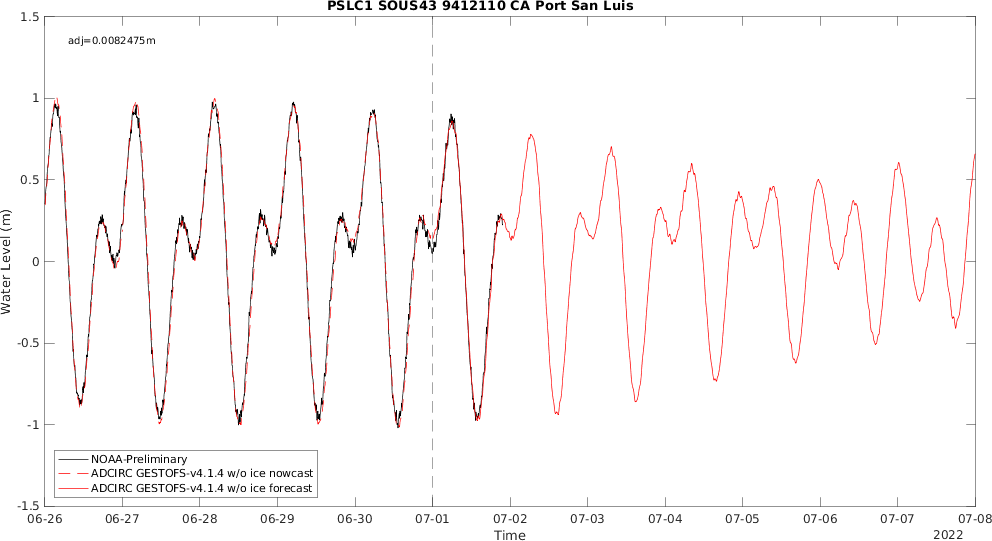 PSLC1 SOUS43 9412110 CA Port San Luis
adj=0.0082475m
1.5
1
0.5
0
-0.5
-1
-1.5
Water Level (m)
NOAA-Preliminary
ADCIRC GESTOFS-v4.1.4 w/o ice nowcast
ADCIRC GESTOFS-v4.1.4 w/o ice forecast
06-26 06-27 06-28 06-29 06-30 07-01 07-02 07-03 07-04 07-05 07-06 07-07 07-08
Time
2022